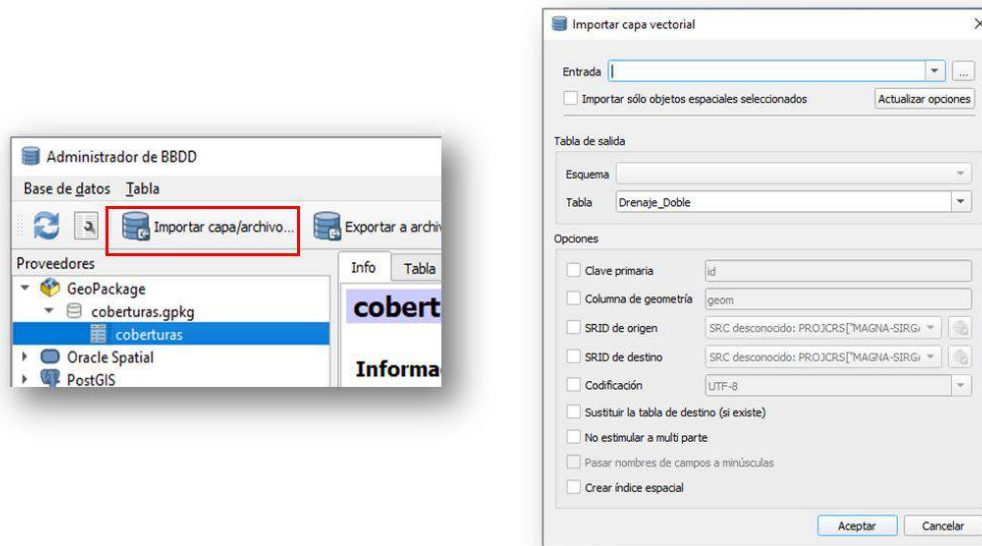 Administrador de BBDD
Base de datos Tabla
Importar capa/archivo... Exportar a archi
Proveedores
Info Tabla
GeoPackage
coberturas.gpkg
coberturas
Oracle Spatial
PostGIS
cobert
Informa
Importar capa vectorial
Entrada
...
Importar sólo objetos espaciales seleccionados
Actualizar opciones
Tabla de salida
Esquema
Tabla Drenaje_Doble
Opciones
Clave primaria id
Columna de geometría geom
SRID de origen SRC desconocido: PROJCRS["MAGNA-SIRGA
SRID de destino SRC desconocido: PROJCRS["MAGNA-SIRGA
Codificación UTF-8
Sustituir la tabla de destino (si existe)
No estimular a multi parte
Pasar nombres de campos a minúsculas
Crear índice espacial
Aceptar Cancelar